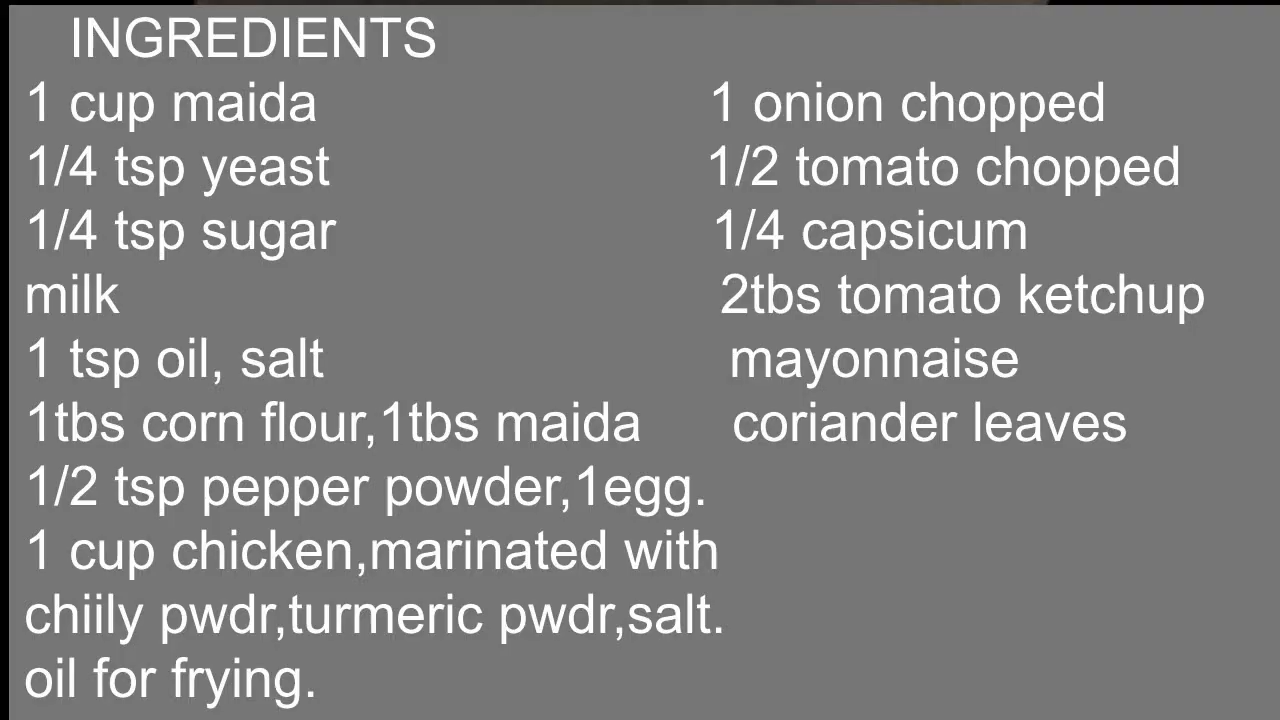 INGREDIENTS
1 cup maida
1/4 tsp yeast
1/4 tsp sugar
milk
1 tsp oil, salt
1tbs corn flour,1tbs maida
1/2 tsp pepper powder,1egg.
1 cup chicken,marinated with
chiily pwdr,turmeric pwdr,salt.
oil for frying.
1 onion chopped
1/2 tomato chopped
1/4 capsicum
2tbs tomato ketchup
mayonnaise
coriander leaves